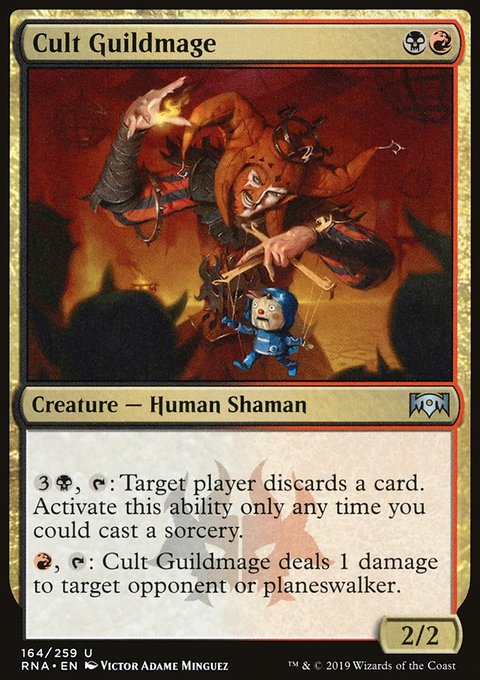 Cult Guildmage
Creature — Human Shaman
3, : Target player discards a card.
Activate this ability only any time you
could cast a sorcery.
, : Cult Guildmage deals 1 damage
to target opponent or planeswalker.
2/2
164/259 U
RNA • EN Victor Adame Minguez
™ & © 2019 Wizards of the Coast